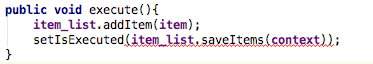 public void execute(){
    item_list.addItem(item);
    setIsExecuted(item_list.saveItems(context));
}